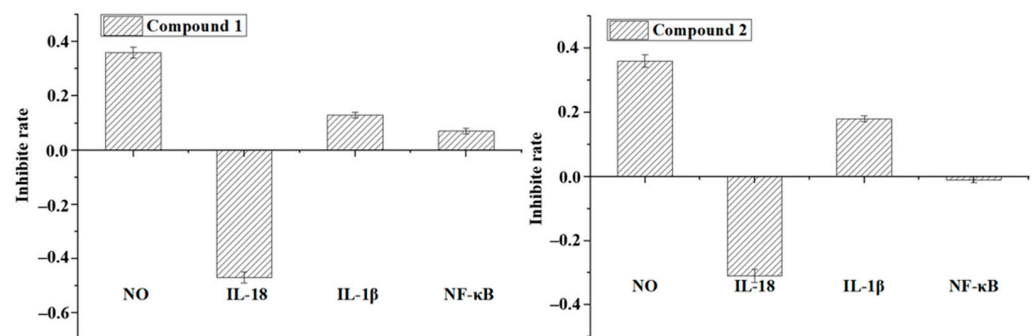 Compound 1
Inhibite rate
0.4
0.2
0.0
–0.2
–0.4
–0.6
NO IL-18 IL-1β NF-κB
Compound 2
Inhibite rate
0.4
0.2
0.0
–0.2
–0.4
NO IL-18 IL-1β NF-κB